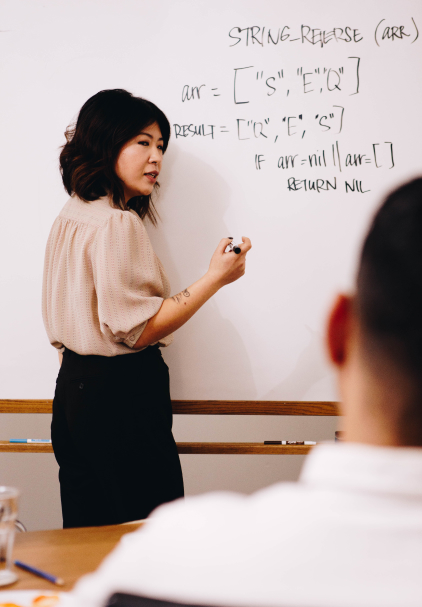 STRING_REVERSE (ARR)
arr = ["S", "E", "Q"]
RESULT = ["Q", "E", "S"]
IF arr = nil || arr = []
RETURN NIL